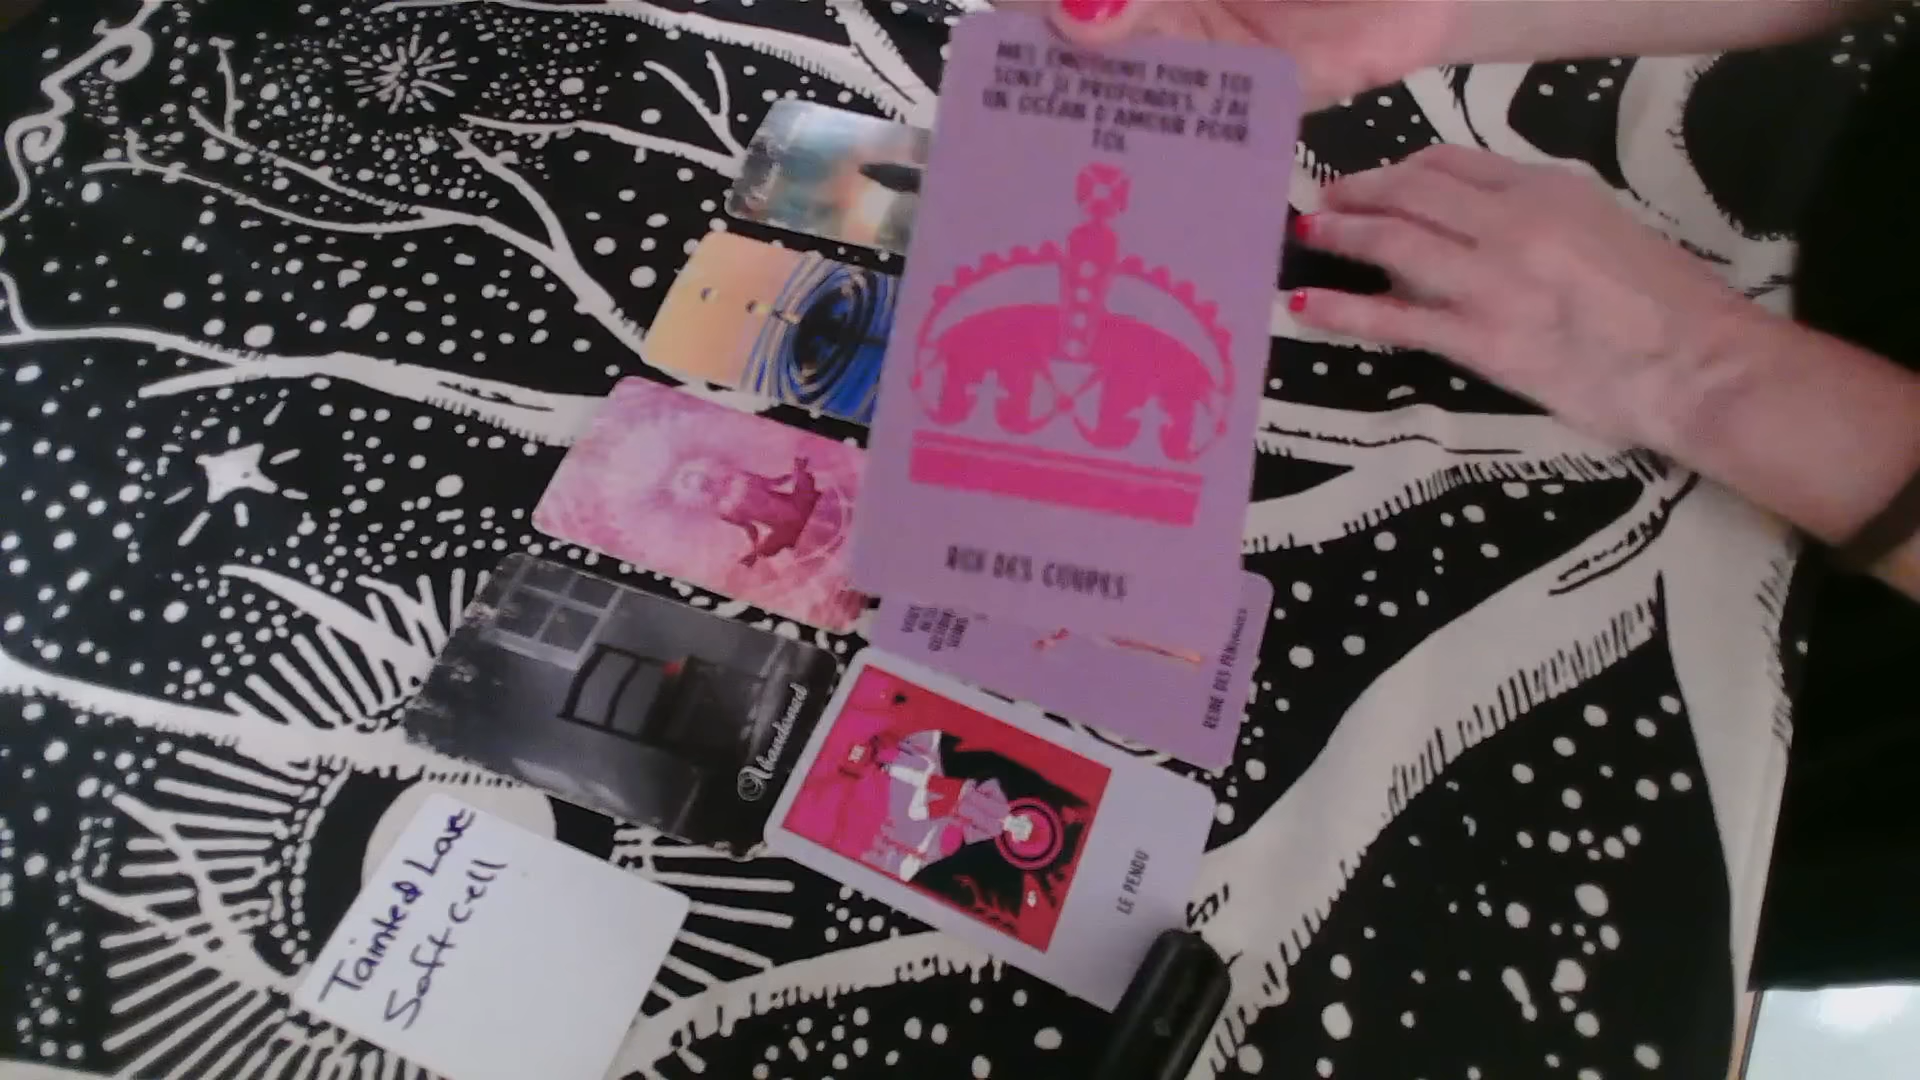 MES ÉMOTIONS POUR TOI
SONT SI PROFONDES. J'AI
UN OCÉAN D'AMOUR POUR
TOI.
ROI DES COUPES
REINE DES PENTACLES
Abandoned
LE PENDU
Tainted Love
Soft Cell